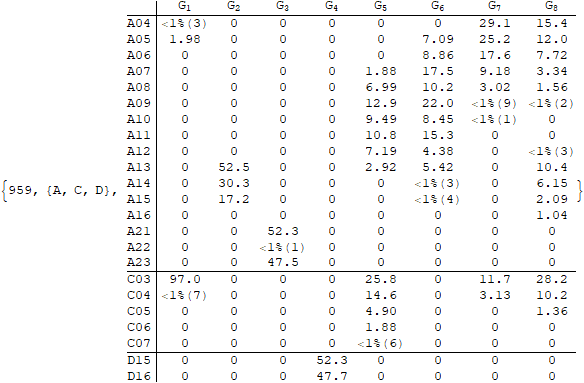 G1 G2 G3 G4 G5 G6 G7 G8
A04 <1%(3) 0 0 0 0 0 29.1 15.4
A05 1.98 0 0 0 0 7.09 25.2 12.0
A06 0 0 0 0 0 8.86 17.6 7.72
A07 0 0 0 0 1.88 17.5 9.18 3.34
A08 0 0 0 0 6.99 10.2 3.02 1.56
A09 0 0 0 0 12.9 22.0 <1%(9) <1%(2)
A10 0 0 0 0 9.49 8.45 <1%(1) 0
A11 0 0 0 0 10.8 15.3 0 0
A12 0 0 0 0 7.19 4.38 0 <1%(3)
A13 0 52.5 0 0 2.92 5.42 0 10.4
{959, {A, C, D}, A14 0 30.3 0 0 0 <1%(3) 0 6.15 }
A15 0 17.2 0 0 0 <1%(4) 0 2.09
A16 0 0 0 0 0 0 0 1.04
A21 0 0 52.3 0 0 0 0 0
A22 0 0 <1%(1) 0 0 0 0 0
A23 0 0 47.5 0 0 0 0 0
C03 97.0 0 0 0 25.8 0 11.7 28.2
C04 <1%(7) 0 0 0 14.6 0 3.13 10.2
C05 0 0 0 0 4.90 0 0 1.36
C06 0 0 0 0 1.88 0 0 0
C07 0 0 0 0 <1%(6) 0 0 0
D15 0 0 0 52.3 0 0 0 0
D16 0 0 0 47.7 0 0 0 0